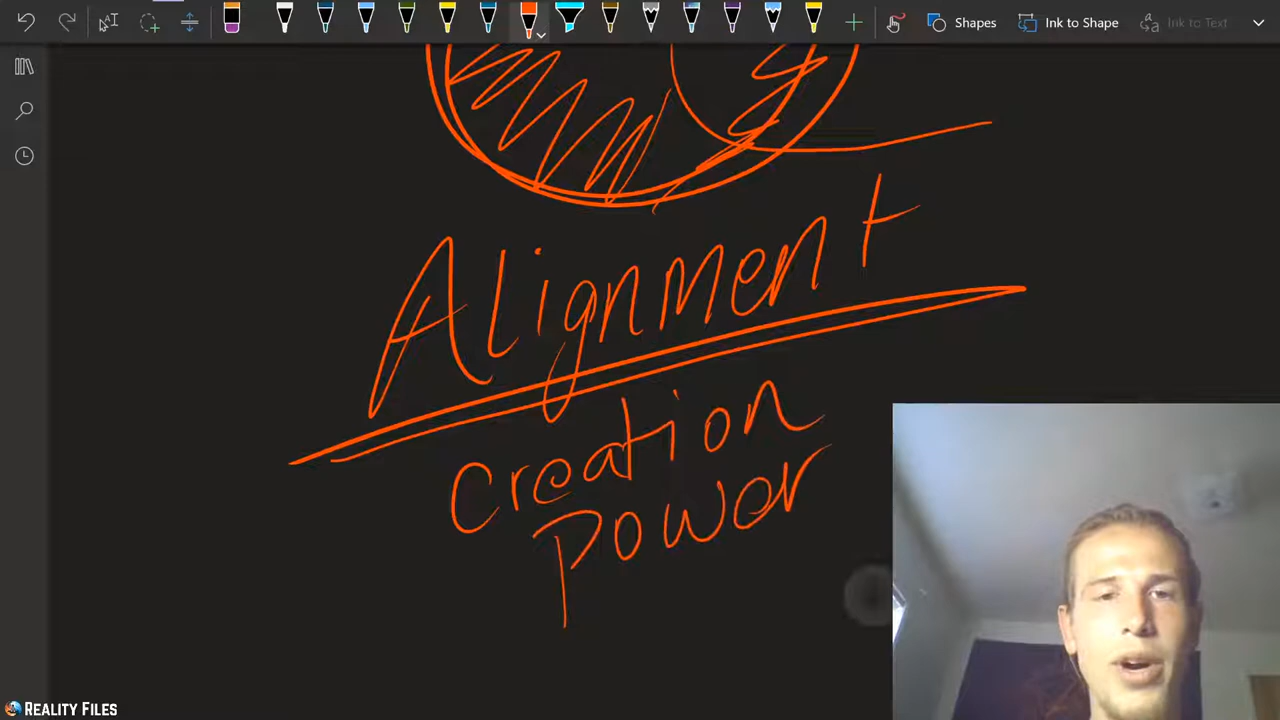 Shapes
Ink to Shape
Ink to Text
Alignment
Creation
Power
REALITY FILES